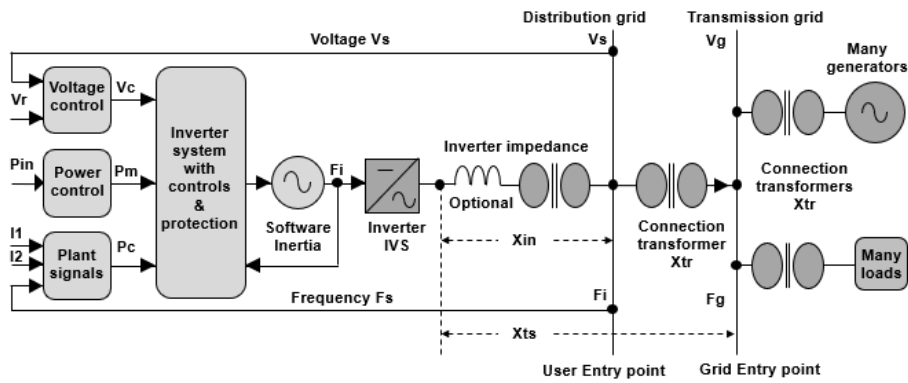 Distribution grid
Transmission grid
Voltage Vs
Vs
Vg
Many
generators
Vr
Voltage
control
Vc
Inverter
system
with
controls
&
protection
Pin
Power
control
Pm
Fi
Software
Inertia
Inverter
IVS
Inverter impedance
Optional
Connection
transformer
Xtr
Connection
transformers
Xtr
I1
I2
Plant
signals
Pc
Xin
Many
loads
Frequency Fs
Fi
Fg
Xts
User Entry point
Grid Entry point